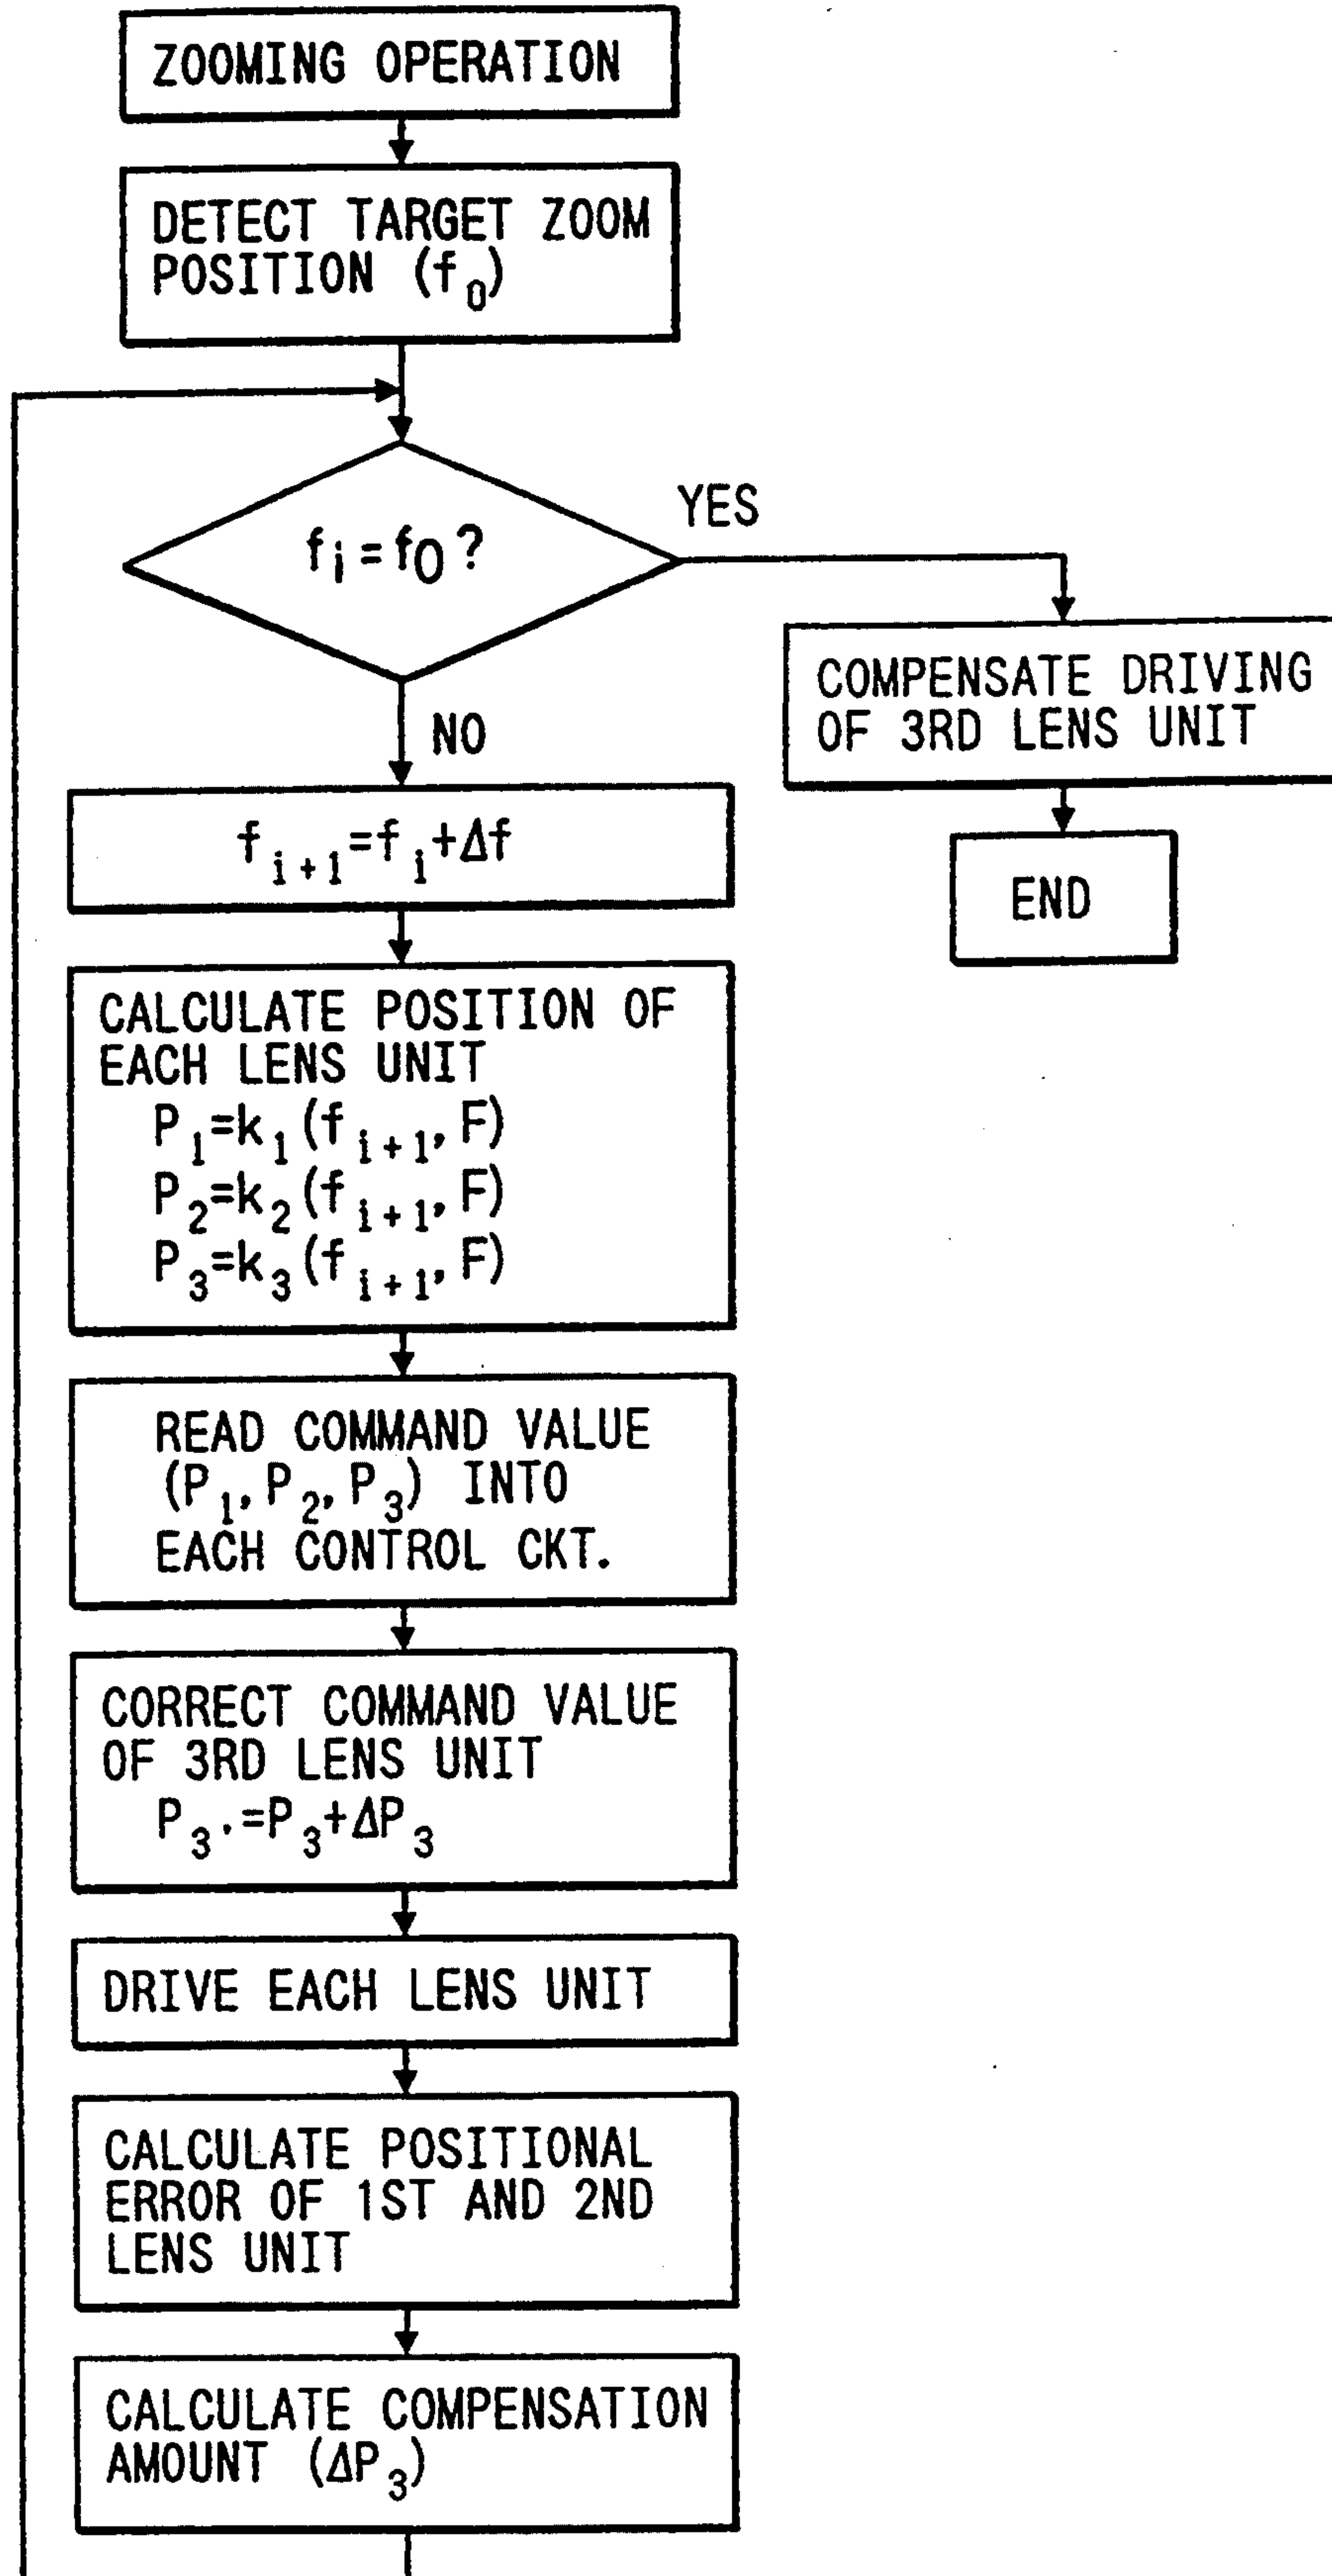 ZOOMING OPERATION
DETECT TARGET ZOOM
POSITION (f₀)
fᵢ=f₀?
YES
NO
COMPENSATE DRIVING
OF 3RD LENS UNIT
END
fᵢ₊₁=fᵢ+Δf
CALCULATE POSITION OF
EACH LENS UNIT
P₁=k₁(fᵢ₊₁,F)
P₂=k₂(fᵢ₊₁,F)
P₃=k₃(fᵢ₊₁,F)
READ COMMAND VALUE
(P₁,P₂,P₃) INTO
EACH CONTROL CKT.
CORRECT COMMAND VALUE
OF 3RD LENS UNIT
P₃.=P₃+ΔP₃
DRIVE EACH LENS UNIT
CALCULATE POSITIONAL
ERROR OF 1ST AND 2ND
LENS UNIT
CALCULATE COMPENSATION
AMOUNT (ΔP₃)